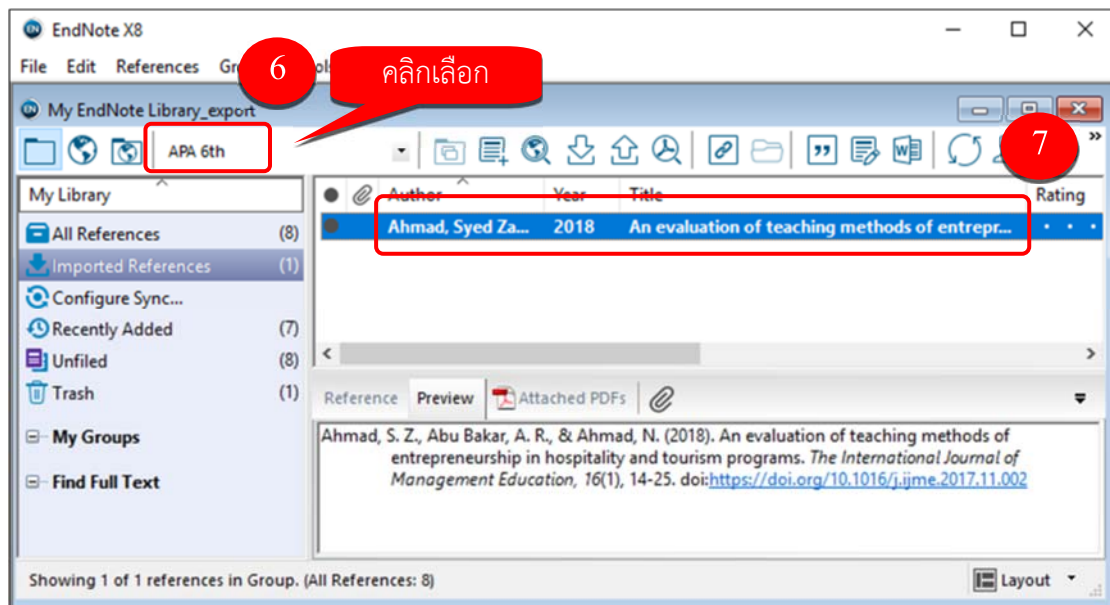 EndNote X8
File Edit References
6
คลิกเลือก
My EndNote Library_export
APA 6th
7
My Library
Author Year Title Rating
All References (8)
Ahmad, Syed Za... 2018 An evaluation of teaching methods of entrepr...
Imported References (1)
Configure Sync...
Recently Added (7)
Unfiled (8)
Trash (1)
Reference Preview Attached PDFs
My Groups
Find Full Text
Ahmad, S. Z., Abu Bakar, A. R., & Ahmad, N. (2018). An evaluation of teaching methods of
entrepreneurship in hospitality and tourism programs. The International Journal of
Management Education, 16(1), 14-25. doi:https://doi.org/10.1016/j.ijme.2017.11.002
Showing 1 of 1 references in Group. (All References: 8)
Layout